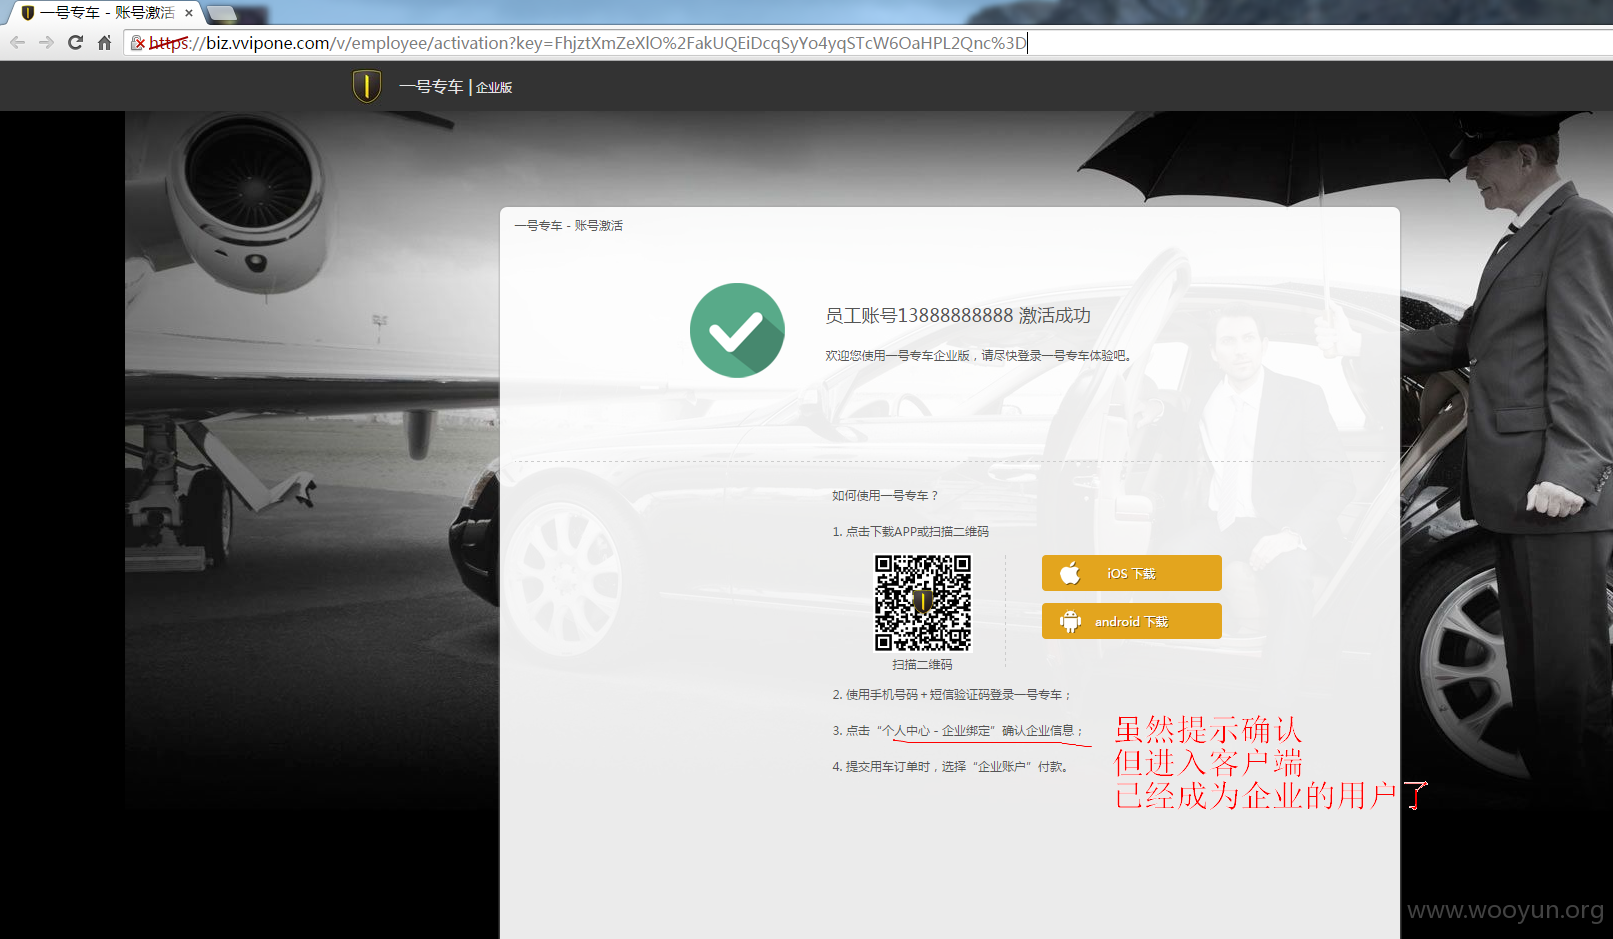 一号专车 - 账号激活
https://biz.vvipone.com/v/employee/activation?key=FhjztXmZeXlO%2FakUQEiDcqSyYo4yqSTcW6OaHPL2Qnc%3D
一号专车 | 企业版
一号专车 - 账号激活
员工账号13888888888 激活成功
欢迎您使用一号专车企业版，请尽快登录一号专车体验吧。
如何使用一号专车？
1. 点击下载APP或扫描二维码
iOS 下载
android 下载
扫描二维码
2. 使用手机号码＋短信验证码登录一号专车；
3. 点击“个人中心 - 企业绑定”确认企业信息；
4. 提交用车订单时，选择“企业账户”付款。
虽然提示确认
但进入客户端
已经成为企业的用户了
www.wooyun.org